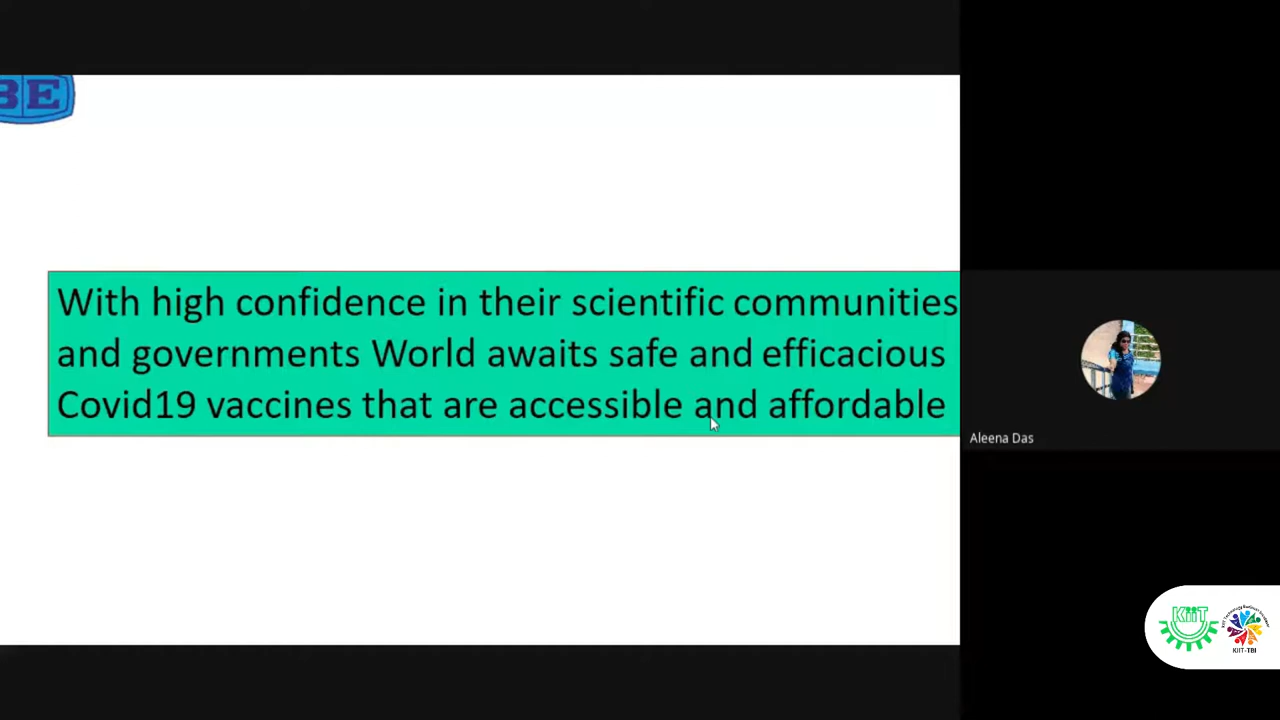 BE
With high confidence in their scientific communities
and governments World awaits safe and efficacious
Covid19 vaccines that are accessible and affordable
Aleena Das
KIIT
KIIT-TBI